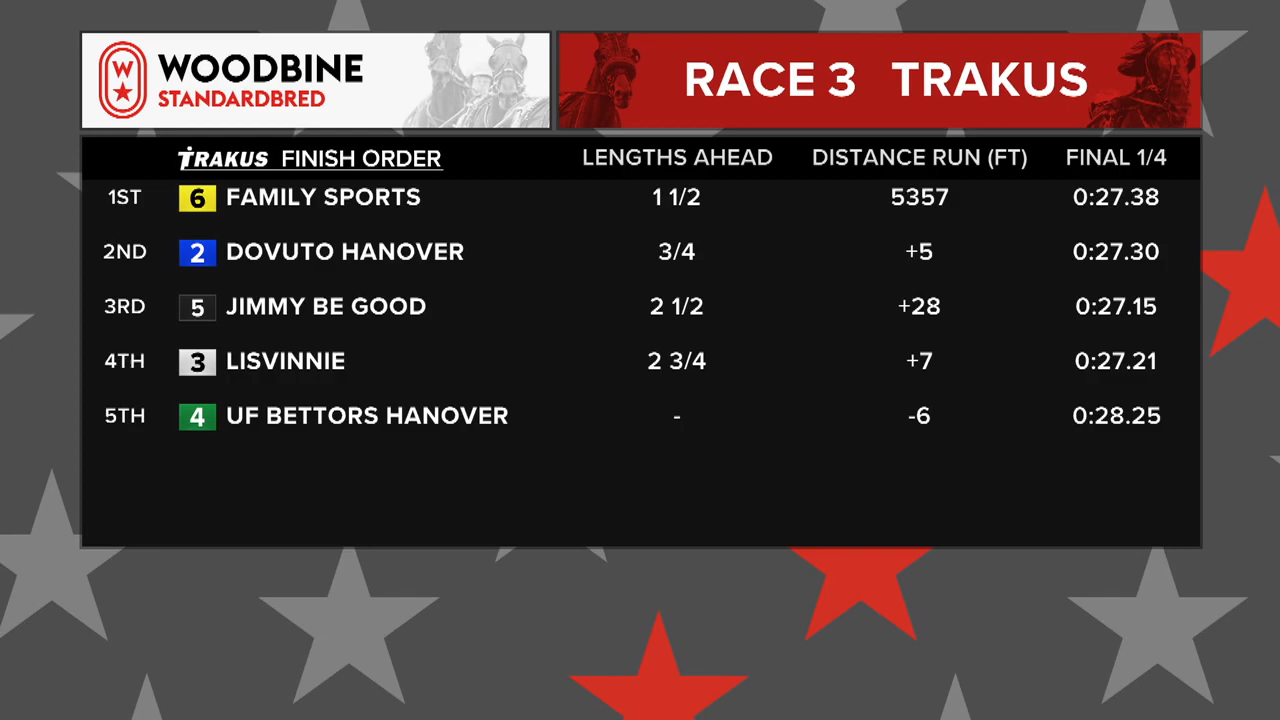 W
WOODBINE
STANDARDBRED
RACE 3 TRAKUS
TRAKUS FINISH ORDER LENGTHS AHEAD DISTANCE RUN (FT) FINAL 1/4
1ST 6 FAMILY SPORTS 1 1/2 5357 0:27.38
2ND 2 DOVUTO HANOVER 3/4 +5 0:27.30
3RD 5 JIMMY BE GOOD 2 1/2 +28 0:27.15
4TH 3 LISVINNIE 2 3/4 +7 0:27.21
5TH 4 UF BETTORS HANOVER - -6 0:28.25